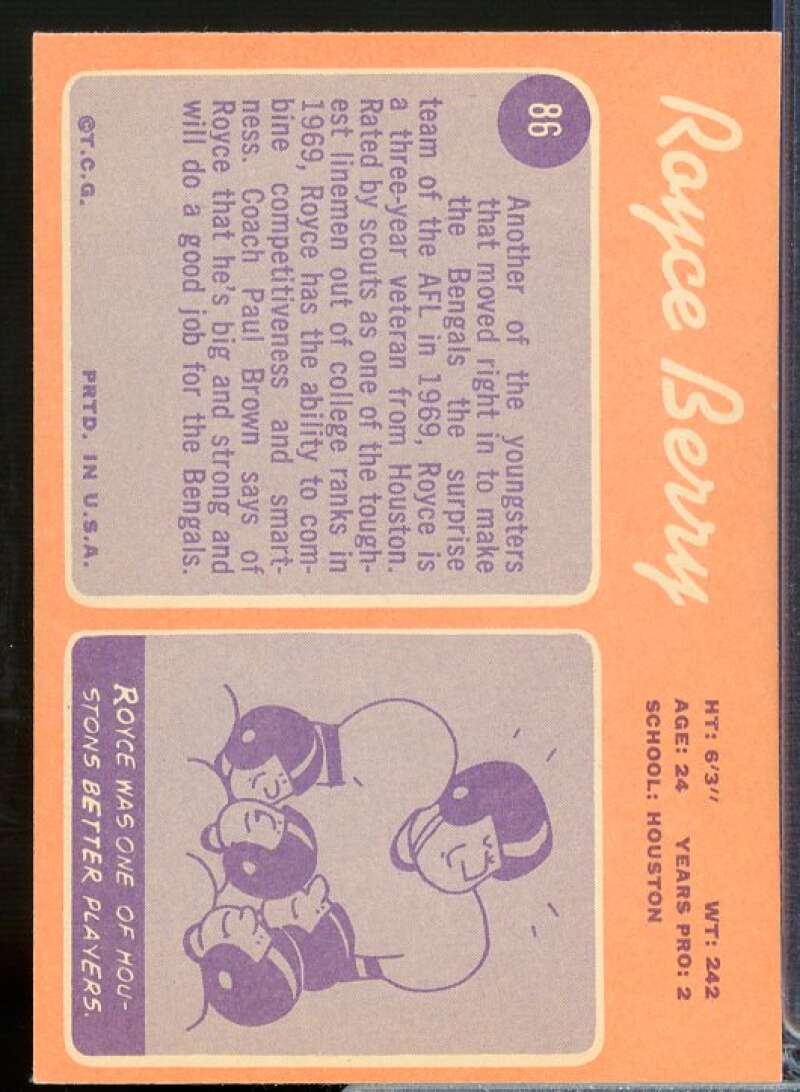 Royce Berry
HT: 6'3" WT: 242
AGE: 24 YEARS PRO: 2
SCHOOL: HOUSTON
86
Another of the youngsters
that moved right in to make
the Bengals the surprise
team of the AFL in 1969, Royce is
a three-year veteran from Houston.
Rated by scouts as one of the tough-
est linemen out of college ranks in
1969, Royce has the ability to com-
bine competitiveness and smart-
ness. Coach Paul Brown says of
Royce that he's big and strong and
will do a good job for the Bengals.
©T.C.G. PRTD. IN U.S.A.
ROYCE WAS ONE OF HOU-
STONS BETTER PLAYERS.